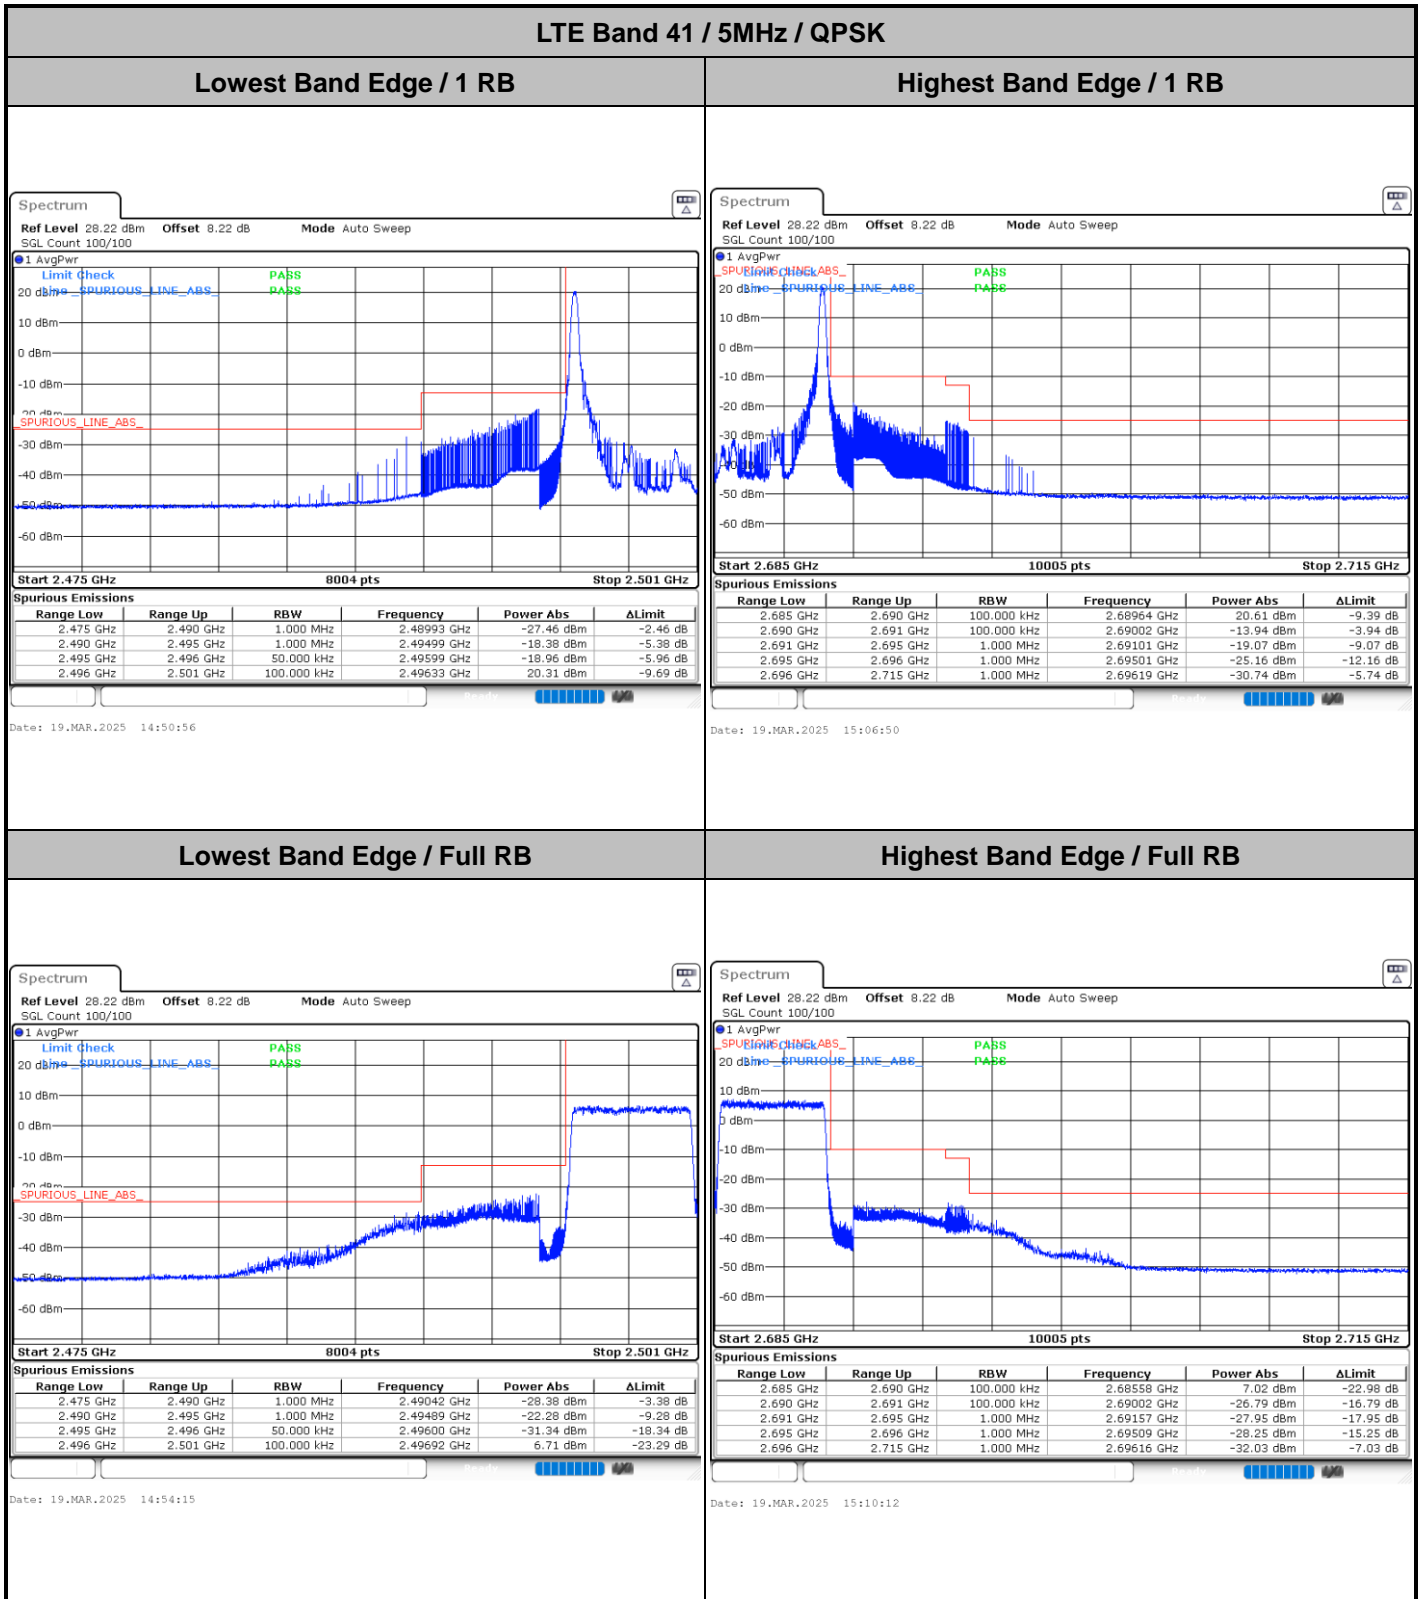 LTE Band 41 / 5MHz / QPSK
Lowest Band Edge / 1 RB
Highest Band Edge / 1 RB
Spectrum
Ref Level 28.22 dBm Offset 8.22 dB Mode Auto Sweep
SGL Count 100/100
1 AvgPwr
Limit Check PASS
Line _SPURIOUS_LINE_ABS_ PASS
20 dBm
10 dBm
0 dBm
-10 dBm
-20 dBm
_SPURIOUS_LINE_ABS_
-30 dBm
-40 dBm
-50 dBm
-60 dBm
Start 2.475 GHz 8004 pts Stop 2.501 GHz
Spurious Emissions
Range Low Range Up RBW Frequency Power Abs ΔLimit
2.475 GHz 2.490 GHz 1.000 MHz 2.48993 GHz -27.46 dBm -2.46 dB
2.490 GHz 2.495 GHz 1.000 MHz 2.49499 GHz -18.38 dBm -5.38 dB
2.495 GHz 2.496 GHz 50.000 kHz 2.49599 GHz -18.96 dBm -5.96 dB
2.496 GHz 2.501 GHz 100.000 kHz 2.49633 GHz 20.31 dBm -9.69 dB
Ready
Date: 19.MAR.2025 14:50:56
Spectrum
Ref Level 28.22 dBm Offset 8.22 dB Mode Auto Sweep
SGL Count 100/100
1 AvgPwr
_SPURIOUS_LINE_ABS_
Limit Check PASS
Line _SPURIOUS_LINE_ABS_ PASS
20 dBm
10 dBm
0 dBm
-10 dBm
-20 dBm
-30 dBm
-40 dBm
-50 dBm
-60 dBm
Start 2.685 GHz 10005 pts Stop 2.715 GHz
Spurious Emissions
Range Low Range Up RBW Frequency Power Abs ΔLimit
2.685 GHz 2.690 GHz 100.000 kHz 2.68964 GHz 20.61 dBm -9.39 dB
2.690 GHz 2.691 GHz 100.000 kHz 2.69002 GHz -13.94 dBm -3.94 dB
2.691 GHz 2.695 GHz 1.000 MHz 2.69101 GHz -19.07 dBm -9.07 dB
2.695 GHz 2.696 GHz 1.000 MHz 2.69501 GHz -25.16 dBm -12.16 dB
2.696 GHz 2.715 GHz 1.000 MHz 2.69619 GHz -30.74 dBm -5.74 dB
Ready
Date: 19.MAR.2025 15:06:50
Lowest Band Edge / Full RB
Highest Band Edge / Full RB
Spectrum
Ref Level 28.22 dBm Offset 8.22 dB Mode Auto Sweep
SGL Count 100/100
1 AvgPwr
Limit Check PASS
Line _SPURIOUS_LINE_ABS_ PASS
20 dBm
10 dBm
0 dBm
-10 dBm
-20 dBm
_SPURIOUS_LINE_ABS_
-30 dBm
-40 dBm
-50 dBm
-60 dBm
Start 2.475 GHz 8004 pts Stop 2.501 GHz
Spurious Emissions
Range Low Range Up RBW Frequency Power Abs ΔLimit
2.475 GHz 2.490 GHz 1.000 MHz 2.49042 GHz -28.38 dBm -3.38 dB
2.490 GHz 2.495 GHz 1.000 MHz 2.49489 GHz -22.28 dBm -9.28 dB
2.495 GHz 2.496 GHz 50.000 kHz 2.49600 GHz -31.34 dBm -18.34 dB
2.496 GHz 2.501 GHz 100.000 kHz 2.49692 GHz 6.71 dBm -23.29 dB
Ready
Date: 19.MAR.2025 14:54:15
Spectrum
Ref Level 28.22 dBm Offset 8.22 dB Mode Auto Sweep
SGL Count 100/100
1 AvgPwr
_SPURIOUS_LINE_ABS_
Limit Check PASS
Line _SPURIOUS_LINE_ABS_ PASS
20 dBm
10 dBm
0 dBm
-10 dBm
-20 dBm
-30 dBm
-40 dBm
-50 dBm
-60 dBm
Start 2.685 GHz 10005 pts Stop 2.715 GHz
Spurious Emissions
Range Low Range Up RBW Frequency Power Abs ΔLimit
2.685 GHz 2.690 GHz 100.000 kHz 2.68558 GHz 7.02 dBm -22.98 dB
2.690 GHz 2.691 GHz 100.000 kHz 2.69002 GHz -26.79 dBm -16.79 dB
2.691 GHz 2.695 GHz 1.000 MHz 2.69157 GHz -27.95 dBm -17.95 dB
2.695 GHz 2.696 GHz 1.000 MHz 2.69509 GHz -28.25 dBm -15.25 dB
2.696 GHz 2.715 GHz 1.000 MHz 2.69616 GHz -32.03 dBm -7.03 dB
Ready
Date: 19.MAR.2025 15:10:12